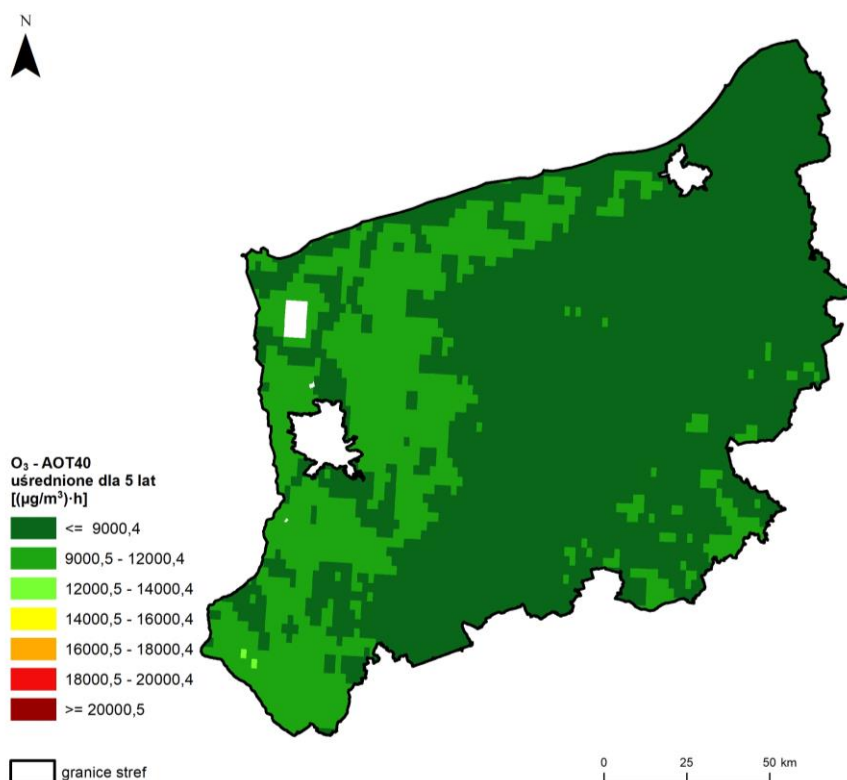 N
O₃ - AOT40
uśrednione dla 5 lat
[(µg/m³)·h]
<= 9000,4
9000,5 - 12000,4
12000,5 - 14000,4
14000,5 - 16000,4
16000,5 - 18000,4
18000,5 - 20000,4
>= 20000,5
granice stref
0 25 50 km